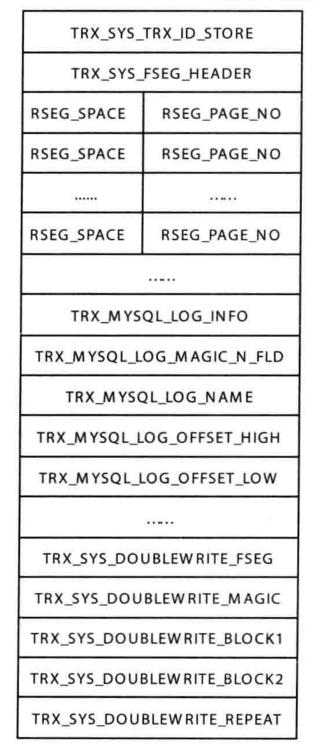 TRX_SYS_TRX_ID_STORE
TRX_SYS_FSEG_HEADER
RSEG_SPACE RSEG_PAGE_NO
RSEG_SPACE RSEG_PAGE_NO
...... ......
RSEG_SPACE RSEG_PAGE_NO
......
TRX_MYSQL_LOG_INFO
TRX_MYSQL_LOG_MAGIC_N_FLD
TRX_MYSQL_LOG_NAME
TRX_MYSQL_LOG_OFFSET_HIGH
TRX_MYSQL_LOG_OFFSET_LOW
......
TRX_SYS_DOUBLEWRITE_FSEG
TRX_SYS_DOUBLEWRITE_MAGIC
TRX_SYS_DOUBLEWRITE_BLOCK1
TRX_SYS_DOUBLEWRITE_BLOCK2
TRX_SYS_DOUBLEWRITE_REPEAT